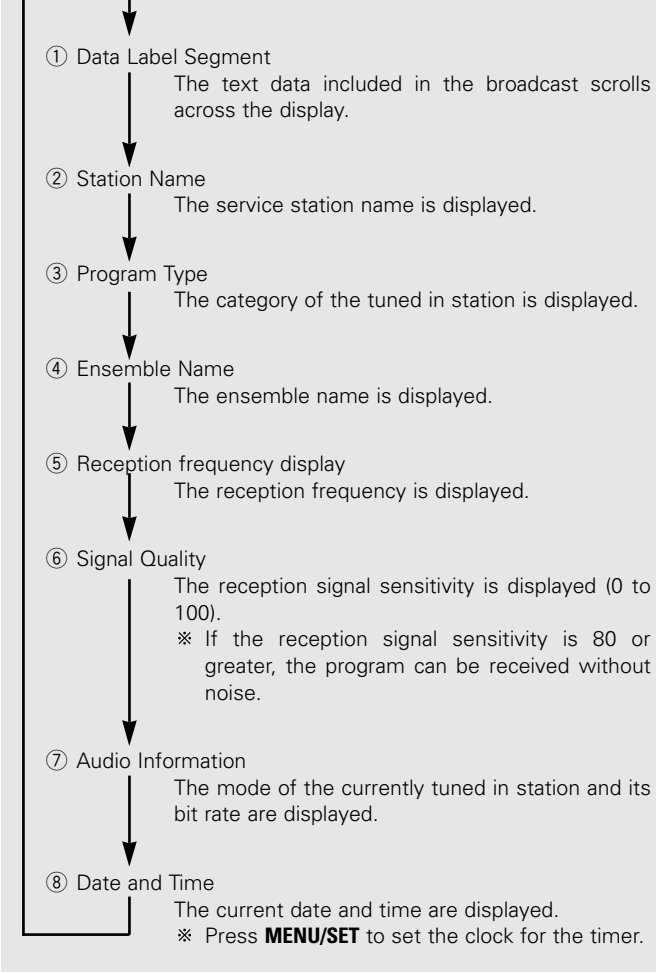 ① Data Label Segment
The text data included in the broadcast scrolls
across the display.
② Station Name
The service station name is displayed.
③ Program Type
The category of the tuned in station is displayed.
④ Ensemble Name
The ensemble name is displayed.
⑤ Reception frequency display
The reception frequency is displayed.
⑥ Signal Quality
The reception signal sensitivity is displayed (0 to
100).
※ If the reception signal sensitivity is 80 or
greater, the program can be received without
noise.
⑦ Audio Information
The mode of the currently tuned in station and its
bit rate are displayed.
⑧ Date and Time
The current date and time are displayed.
※ Press MENU/SET to set the clock for the timer.